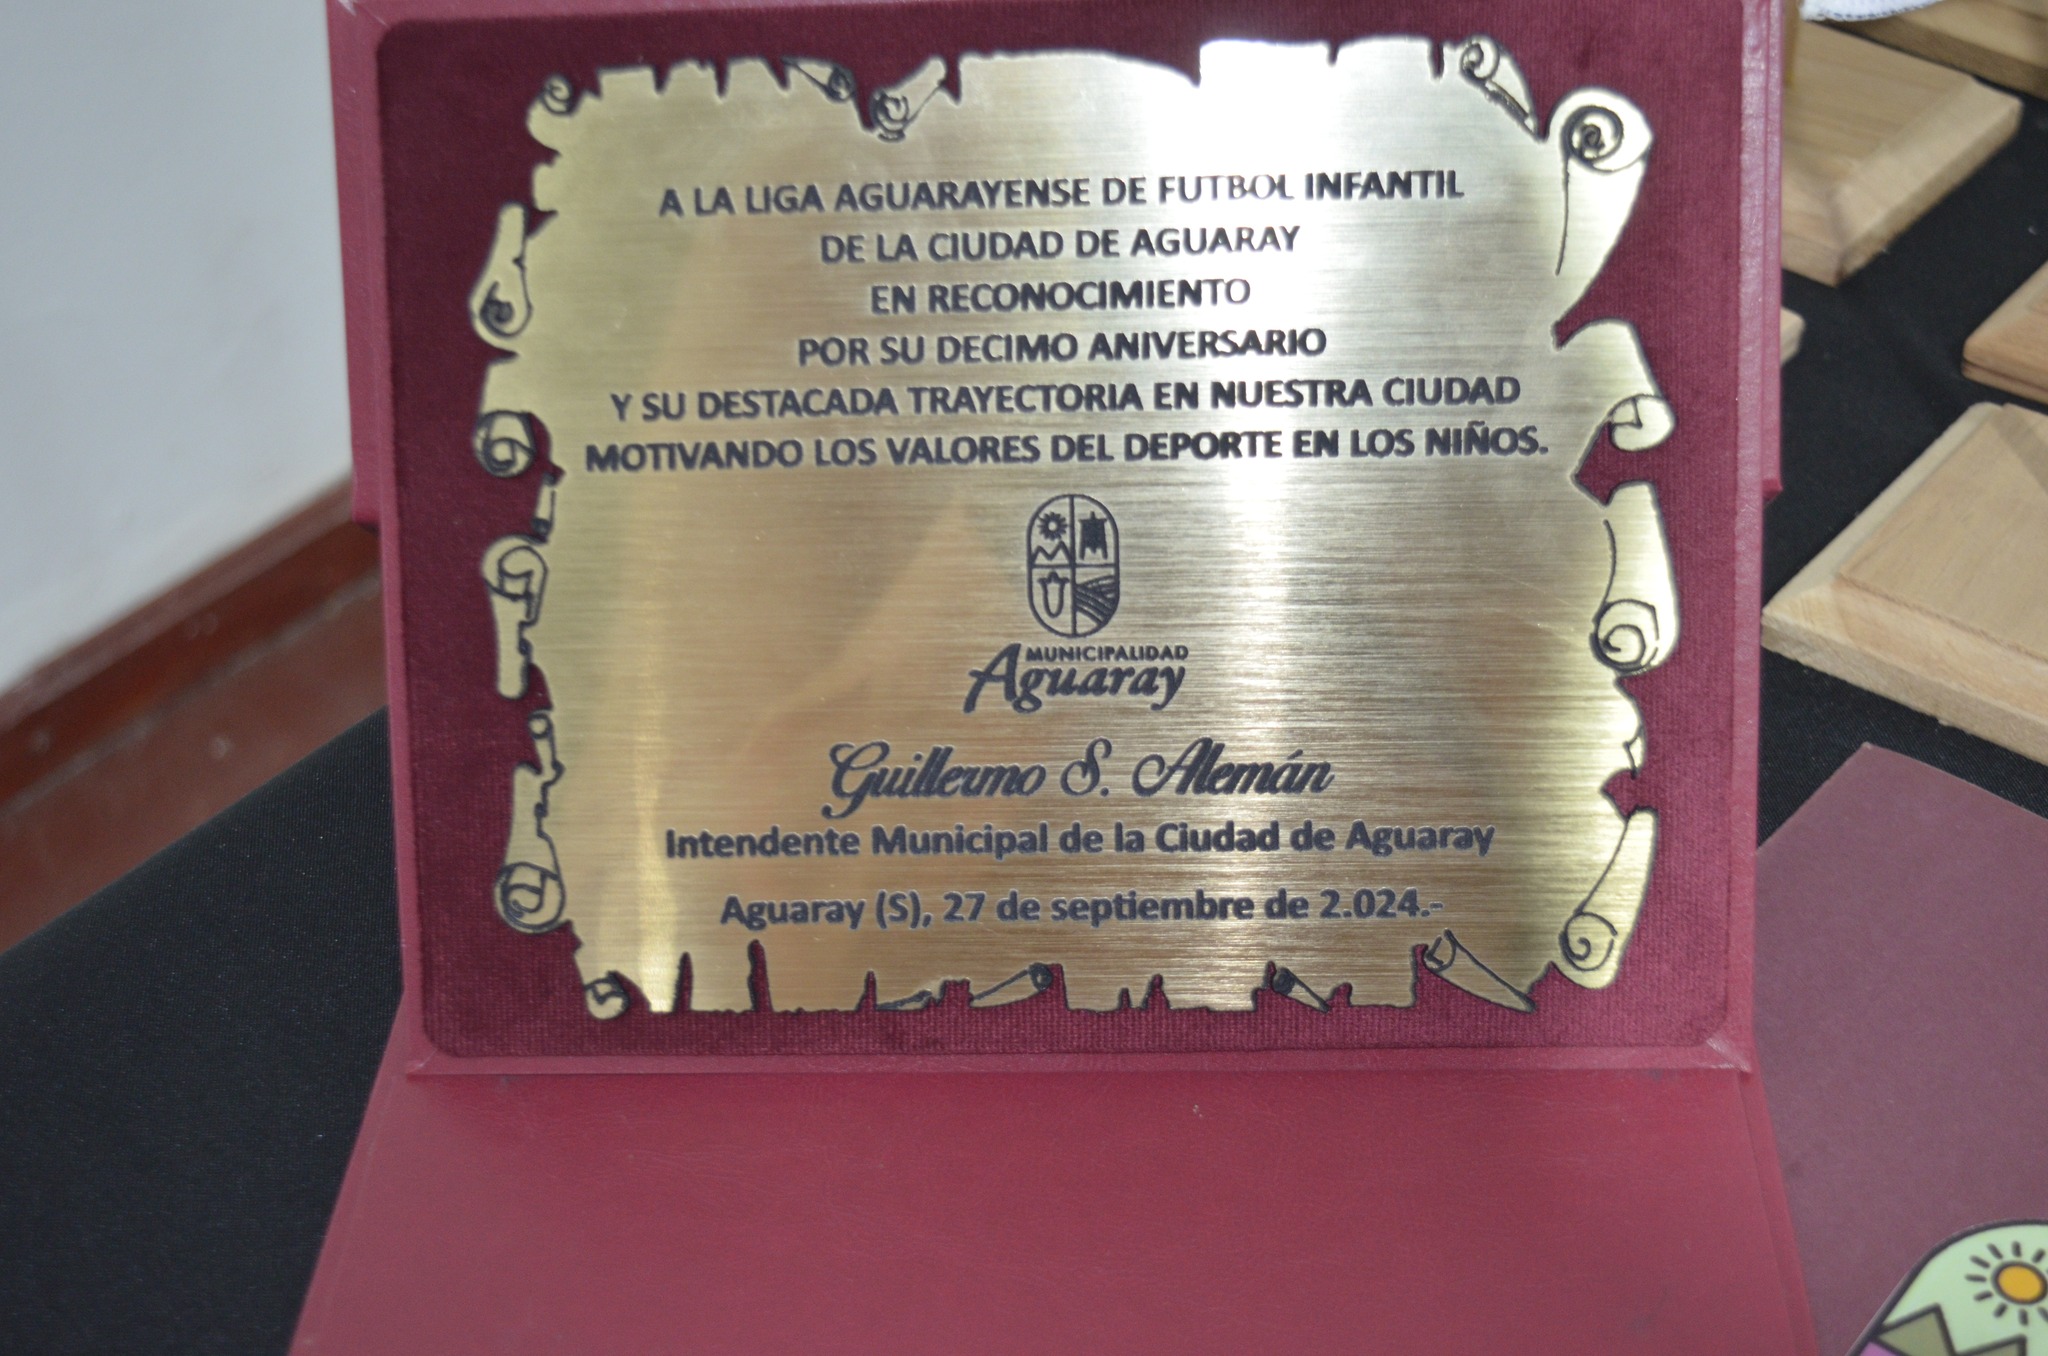 A LA LIGA AGUARAYENSE DE FUTBOL INFANTIL
DE LA CIUDAD DE AGUARAY
EN RECONOCIMIENTO
POR SU DECIMO ANIVERSARIO
Y SU DESTACADA TRAYECTORIA EN NUESTRA CIUDAD
MOTIVANDO LOS VALORES DEL DEPORTE EN LOS NIÑOS.
MUNICIPALIDAD
Aguaray
Guillermo S. Alemán
Intendente Municipal de la Ciudad de Aguaray
Aguaray (S), 27 de septiembre de 2.024.-